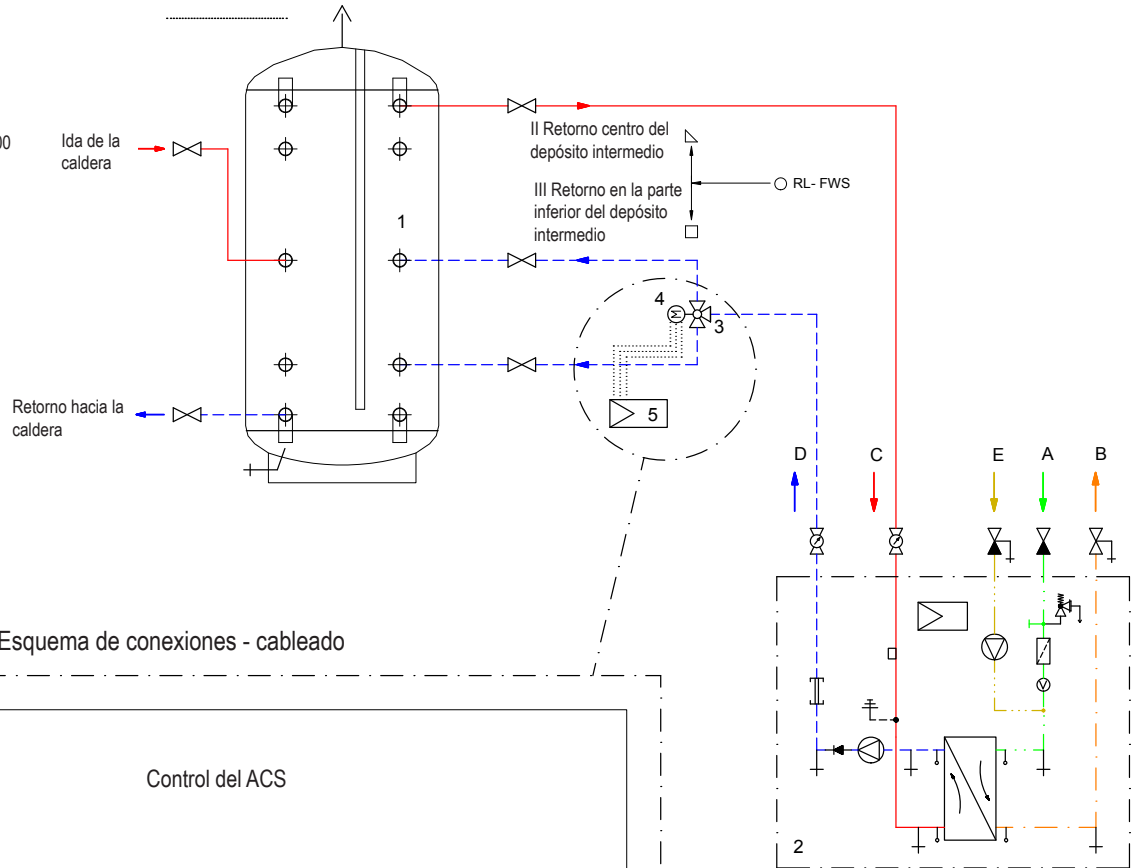 00
Ida de la
caldera
1
II Retorno centro del
depósito intermedio
III Retorno en la parte
inferior del depósito
intermedio
RL- FWS
4
M
3
5
Retorno hacia la
caldera
D
C
E
A
B
Esquema de conexiones - cableado
Control del ACS
V
2